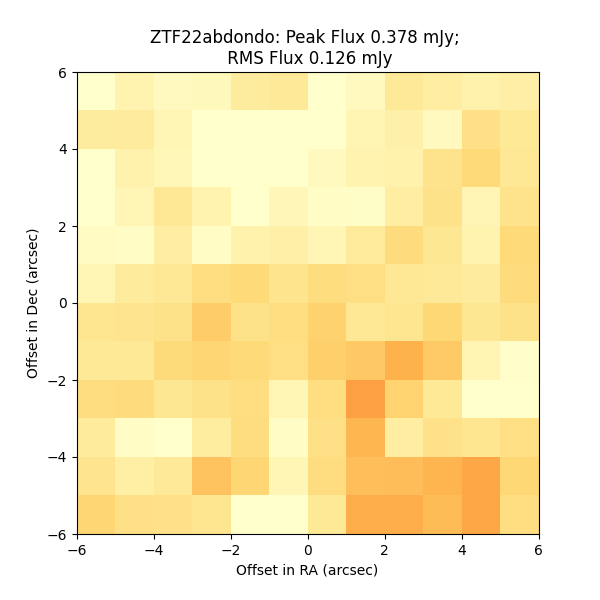 ZTF22abdondo: Peak Flux 0.378 mJy;
RMS Flux 0.126 mJy
6
4
2
0
−2
−4
−6
Offset in Dec (arcsec)
−6 −4 −2 0 2 4 6
Offset in RA (arcsec)